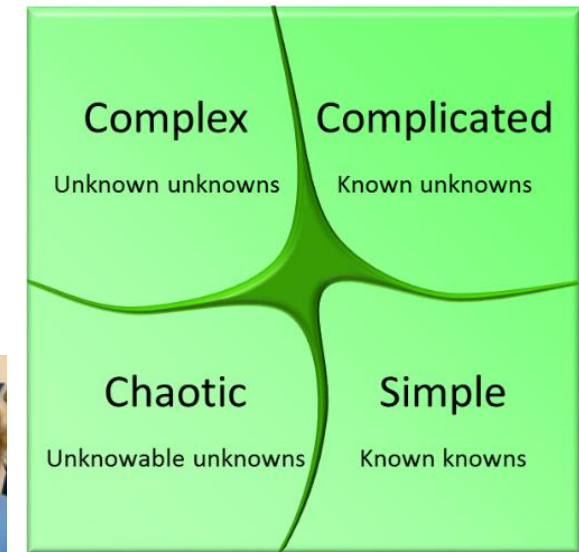 Complex
Unknown unknowns
Complicated
Known unknowns
Chaotic
Unknowable unknowns
Simple
Known knowns